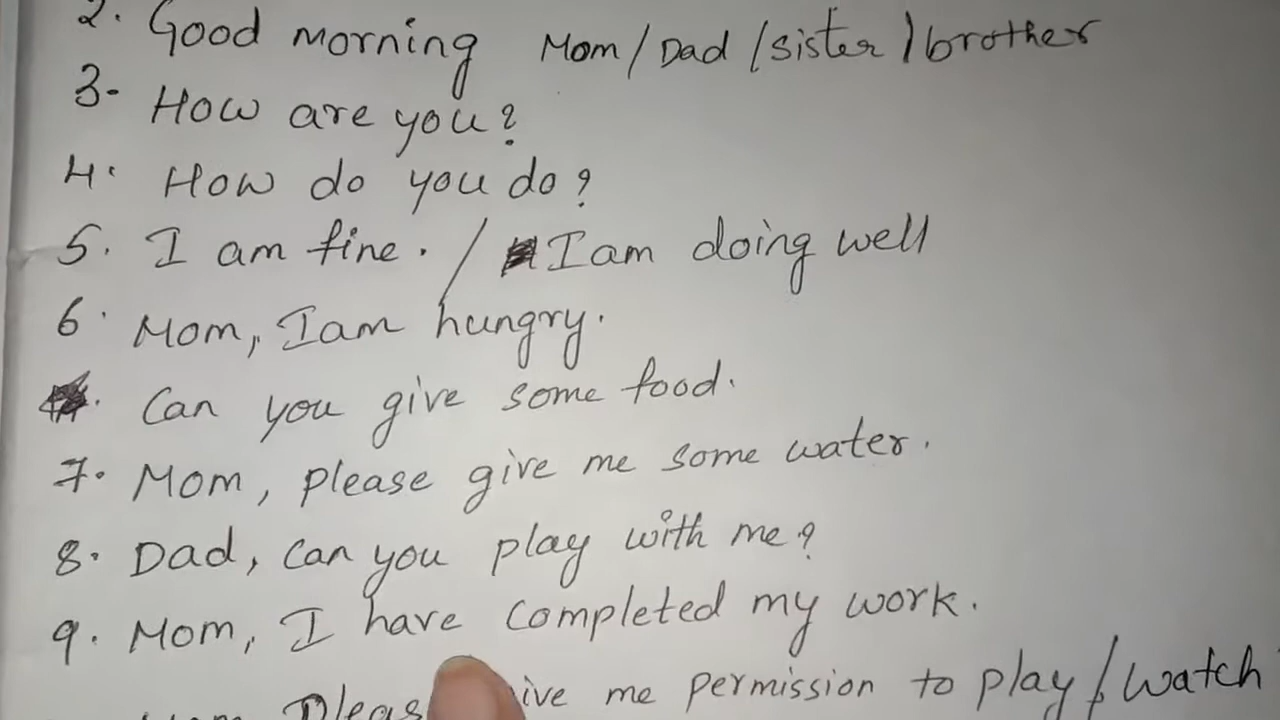 2. Good morning Mom/Dad/sister/brother
3- How are you?
4. How do you do?
5. I am fine. / I am doing well
6. Mom, I am hungry.
Can you give some food.
7. Mom, please give me some water.
8. Dad, can you play with me?
9. Mom, I have completed my work.
me permission to play/watch